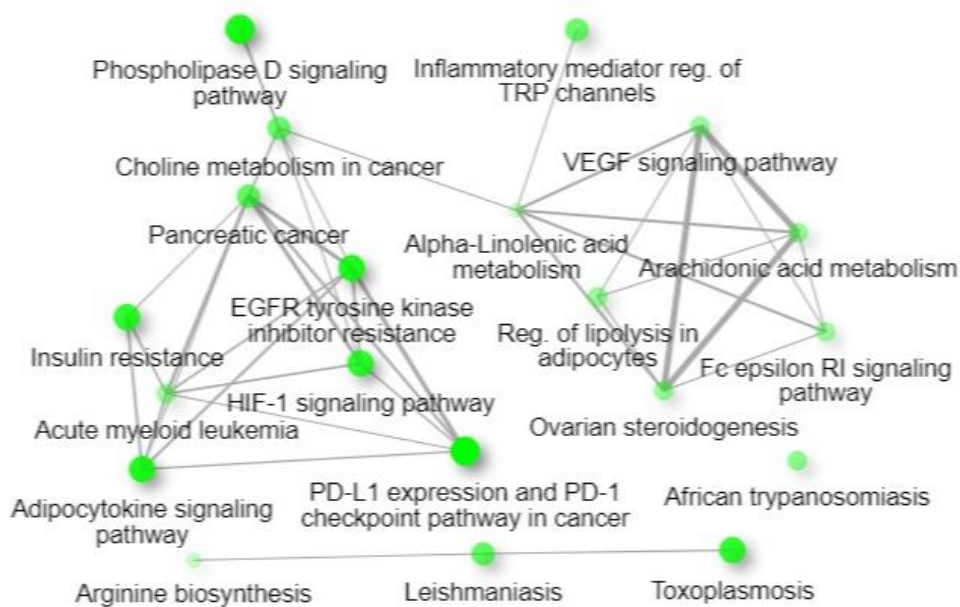 Phospholipase D signaling
pathway
Inflammatory mediator reg. of
TRP channels
Choline metabolism in cancer
VEGF signaling pathway
Pancreatic cancer
Alpha-Linolenic acid
metabolism
Arachidonic acid metabolism
EGFR tyrosine kinase
inhibitor resistance
Insulin resistance
Reg. of lipolysis in
adipocytes
Fc epsilon RI signaling
pathway
HIF-1 signaling pathway
Acute myeloid leukemia
Ovarian steroidogenesis
Adipocytokine signaling
pathway
PD-L1 expression and PD-1
checkpoint pathway in cancer
African trypanosomiasis
Arginine biosynthesis
Leishmaniasis
Toxoplasmosis